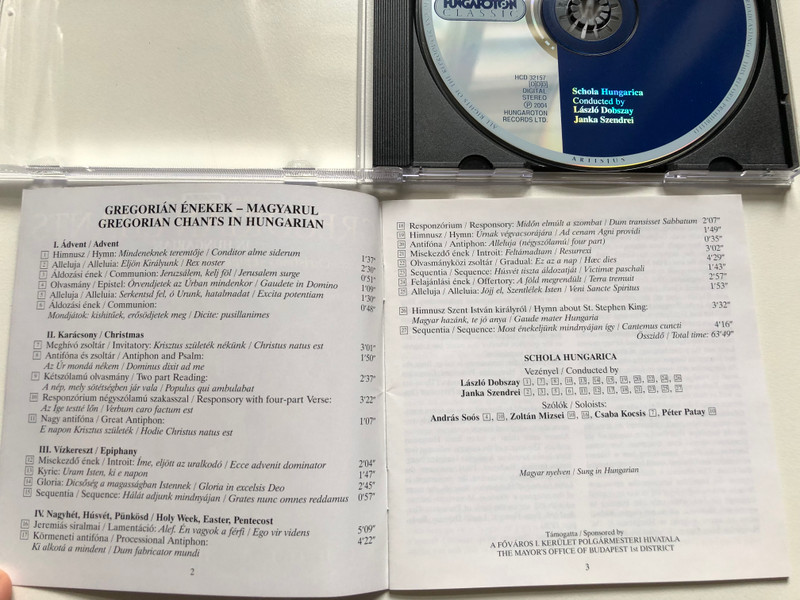 HUNGAROTON
CLASSIC
HCD 32157
DIGITAL
STEREO
℗ 2004
HUNGAROTON
RECORDS LTD.
Schola Hungarica
Conducted by
László Dobszay
Janka Szendrei
ARTISJUS
GREGORIÁN ÉNEKEK – MAGYARUL
GREGORIAN CHANTS IN HUNGARIAN
I. Ádvent / Advent
1 Himnusz / Hymn: Mindeneknek teremtője / Conditor alme siderum 1'37"
2 Alleluja / Alleluia: Eljön Királyunk / Rex noster 2'30"
3 Áldozási ének / Communion: Jeruzsálem, kelj föl / Jerusalem surge 0'51"
4 Olvasmány / Epistel: Örvendjetek az Urban mindenkor / Gaudete in Domino 1'09"
5 Alleluja / Alleluia: Serkentsd fel, ó Urunk, hatalmadat / Excita potentiam 1'30"
6 Áldozási ének / Communion: 0'48"
Mondjátok: kishitűek, erősödjetek meg / Dicite: pusillanimes
II. Karácsony / Christmas
7 Meghívó zsoltár / Invitatory: Krisztus születék nékünk / Christus natus est 3'01"
8 Antifóna és zsoltár / Antiphon and Psalm: 1'50"
Az Úr mondá nékem / Dominus dixit ad me
9 Kétszólamú olvasmány / Two part Reading: 2'37"
A nép, mely sötétségben jár vala / Populus qui ambulabat
10 Responzórium négyszólamú szakasszal / Responsory with four-part Verse: 3'22"
Az Ige testté lőn / Verbum caro factum est
11 Nagy antifóna / Great Antiphon: 1'07"
E napon Krisztus születék / Hodie Christus natus est
III. Vízkereszt / Epiphany
12 Misekezdő ének / Introit: Íme, eljött az uralkodó / Ecce advenit dominator 2'04"
13 Kyrie: Uram Isten, ki e napon 1'47"
14 Gloria: Dicsőség a magasságban Istennek / Gloria in excelsis Deo 2'45"
15 Sequentia / Sequence: Hálát adjunk mindnyájan / Grates nunc omnes reddamus 0'57"
IV. Nagyhét, Húsvét, Pünkösd / Holy Week, Easter, Pentecost
16 Jeremiás siralmai / Lamentáció: Alef. Én vagyok a férfi / Ego vir videns 5'09"
17 Körmeneti antifóna / Processional Antiphon: 4'22"
Ki alkotá a mindent / Dum fabricator mundi
2
18 Responzórium / Responsory: Midőn elmúlt a szombat / Dum transisset Sabbatum 2'07"
19 Himnusz / Hymn: Úrnak végvacsorájára / Ad cenam Agni providi 1'49"
20 Antifóna / Antiphon: Alleluja (négyszólamú/ four part) 0'35"
21 Misekezdő ének / Introit: Feltámadtam / Resurrexi 3'02"
22 Olvasmányközi zsoltár / Gradual: Ez az a nap / Hæc dies 4'29"
23 Sequentia / Sequence: Húsvét tiszta áldozatját / Victimæ paschali 1'43"
24 Felajánlási ének / Offertory: A föld megrendült / Terra tremuit 2'57"
25 Alleluja / Alleluia: Jöjj el, Szentlélek Isten / Veni Sancte Spiritus 1'53"
26 Himnusz Szent István királyról / Hymn about St. Stephen King: 3'32"
Magyar hazánk, te jó anya / Gaude mater Hungaria
27 Sequentia / Sequence: Most énekeljünk mindnyájan így / Cantemus cuncti 4'16"
Összidő / Total time: 63'49"
SCHOLA HUNGARICA
Vezényel / Conducted by
László Dobszay
Janka Szendrei
Szólók / Soloists:
András Soós Zoltán Mizsei Csaba Kocsis Péter Patay
Magyar nyelven / Sung in Hungarian
Támogatta / Sponsored by
A FŐVÁROS I. KERÜLET POLGÁRMESTERI HIVATALA
THE MAYOR'S OFFICE OF BUDAPEST 1st DISTRICT
3